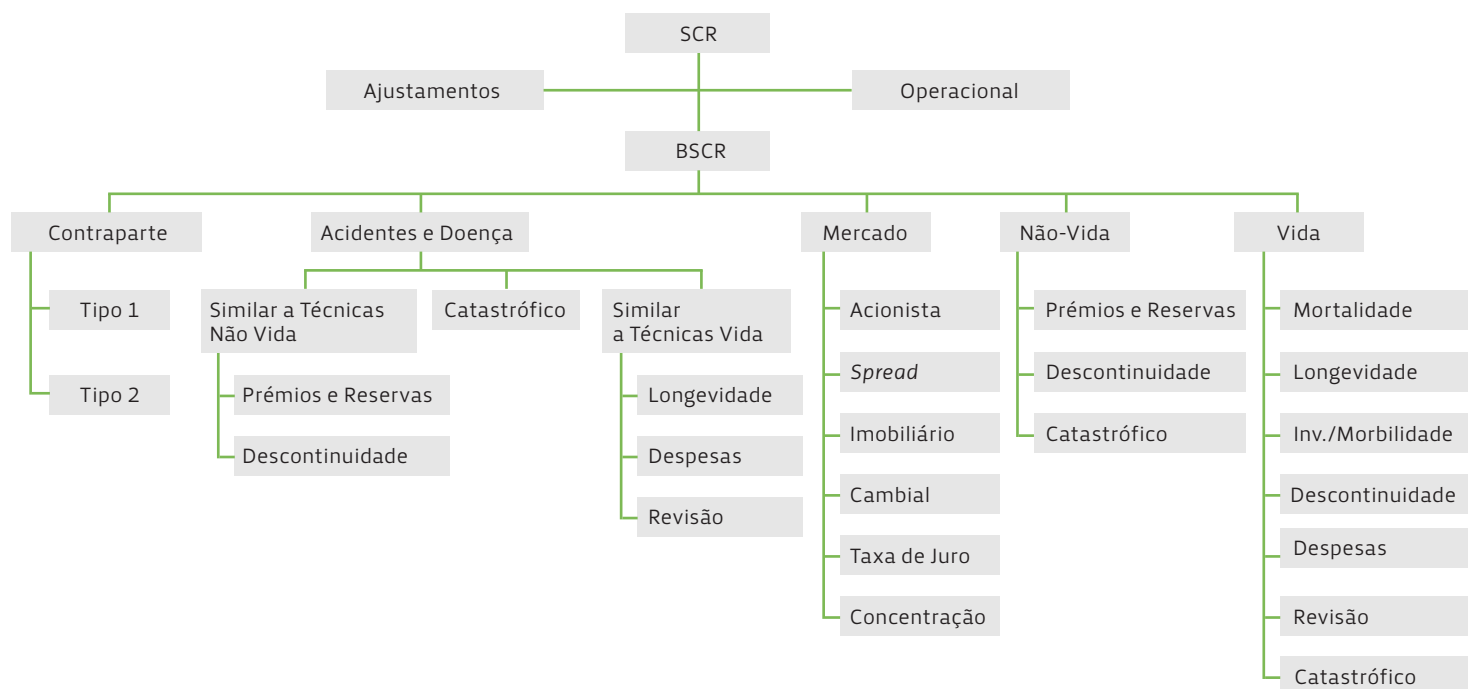 SCR
Ajustamentos
Operacional
BSCR
Contraparte
Tipo 1
Tipo 2
Acidentes e Doença
Similar a Técnicas
Não Vida
Prémios e Reservas
Descontinuidade
Catastrófico
Similar
a Técnicas Vida
Longevidade
Despesas
Revisão
Mercado
Acionista
Spread
Imobiliário
Cambial
Taxa de Juro
Concentração
Não-Vida
Prémios e Reservas
Descontinuidade
Catastrófico
Vida
Mortalidade
Longevidade
Inv./Morbilidade
Descontinuidade
Despesas
Revisão
Catastrófico